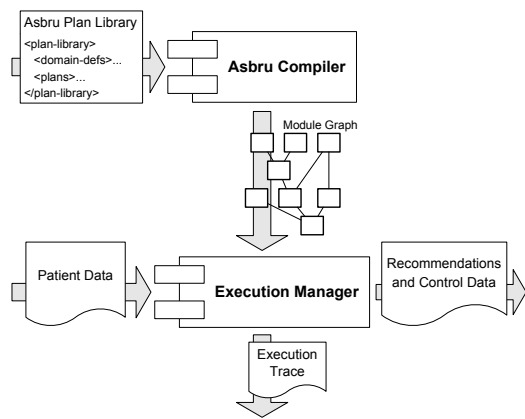 Asbru Plan Library
<plan-library>
<domain-defs>...
<plans>...
</plan-library>
Asbru Compiler
Module Graph
Patient Data
Execution Manager
Recommendations
and Control Data
Execution
Trace